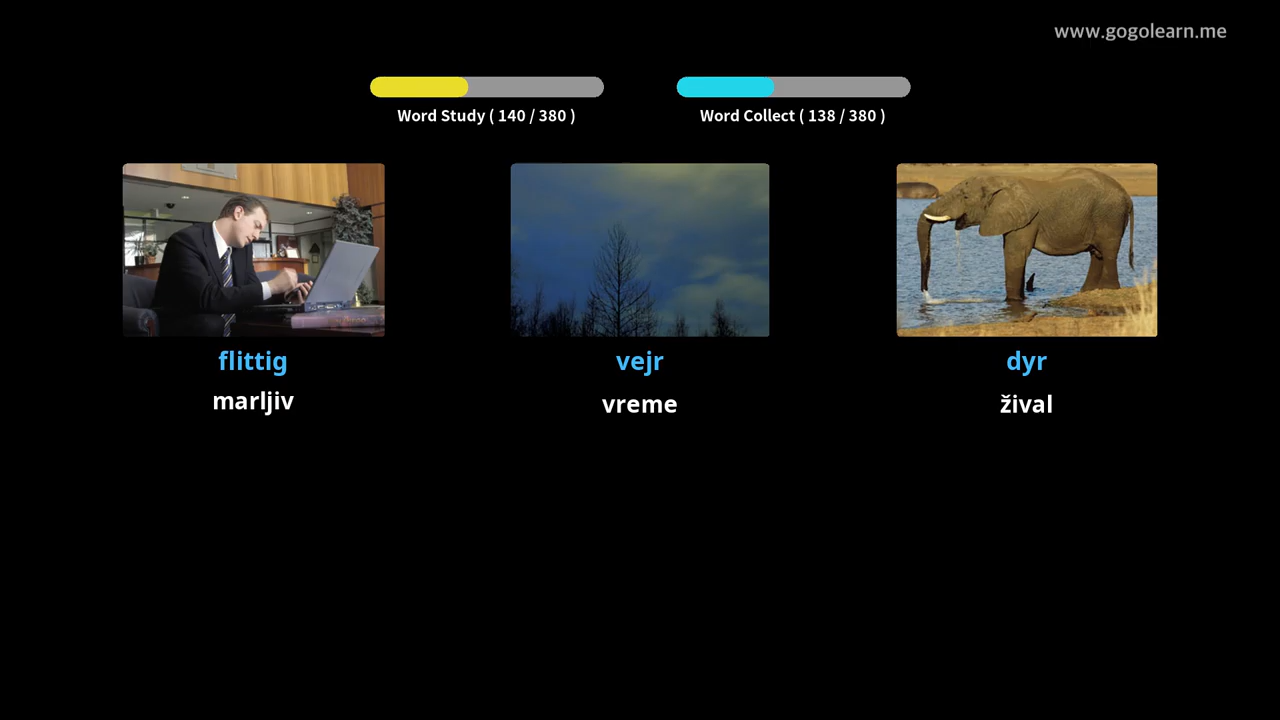 www.gogolearn.me
Word Study ( 140 / 380 )
Word Collect ( 138 / 380 )
flittig
vejr
dyr
marljiv
vreme
žival